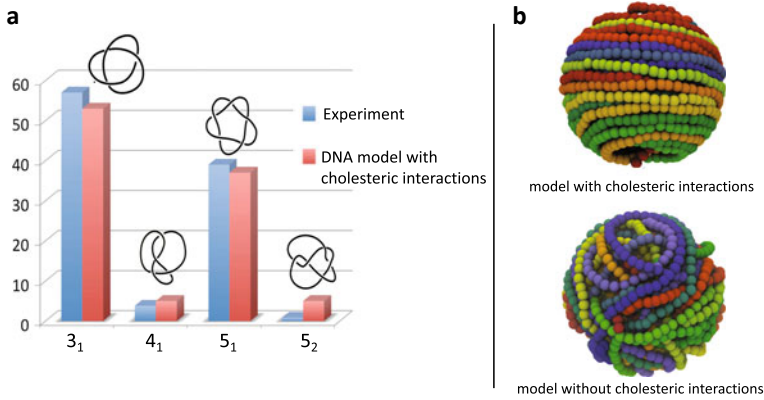 a
60
50
40
30
20
10
0
3₁
4₁
5₁
5₂
Experiment
DNA model with
cholesteric interactions
b
model with cholesteric interactions
model without cholesteric interactions